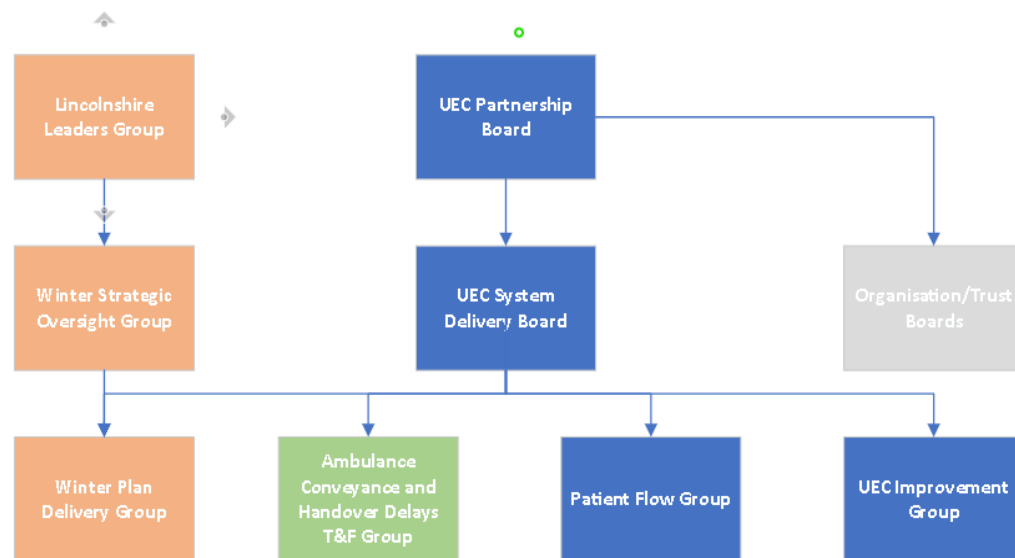 Lincolnshire
Leaders Group
UEC Partnership
Board
Winter Strategic
Oversight Group
UEC System
Delivery Board
Organisation/Trust
Boards
Winter Plan
Delivery Group
Ambulance
Conveyance and
Handover Delays
T&F Group
Patient Flow Group
UEC Improvement
Group